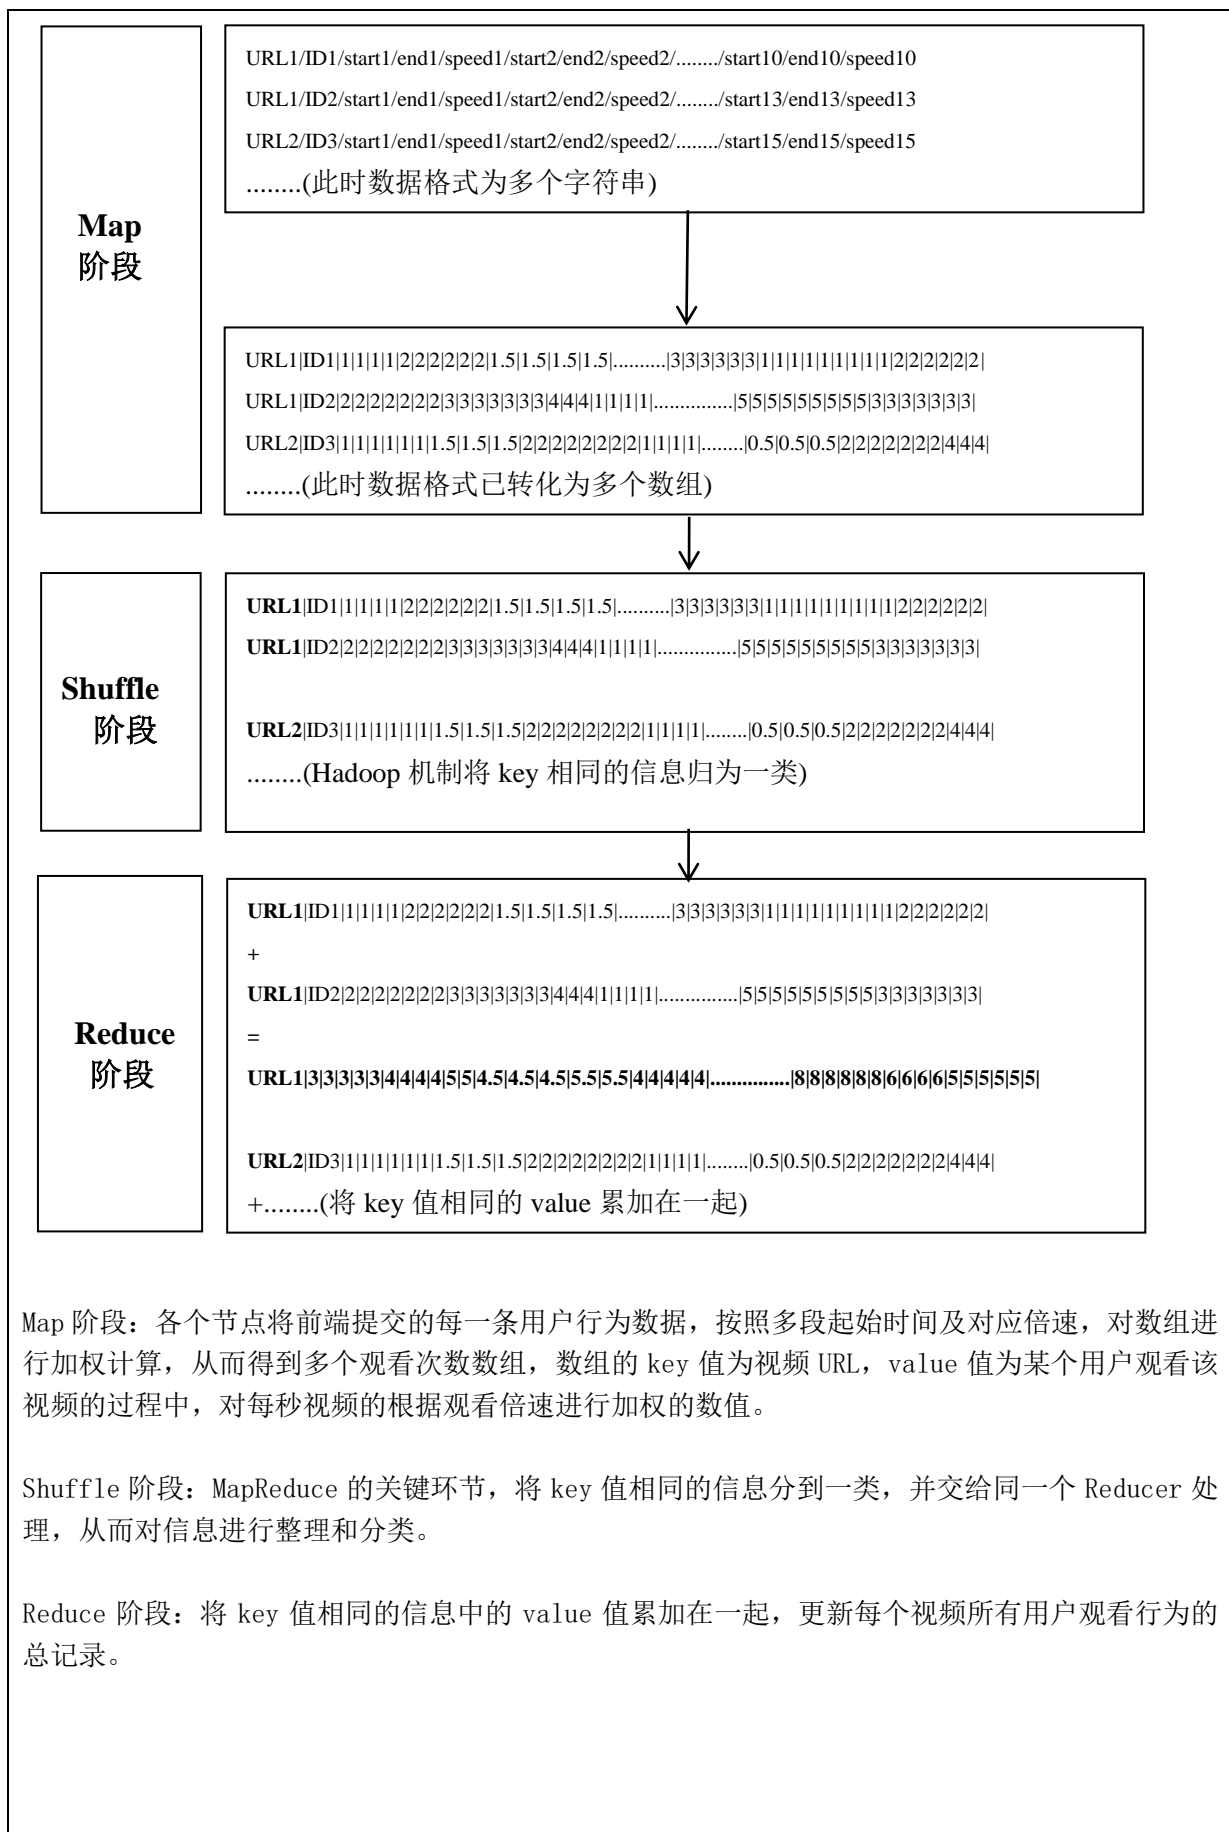 URL1/ID1/start1/end1/speed1/start2/end2/speed2/......../start10/end10/speed10
URL1/ID2/start1/end1/speed1/start2/end2/speed2/......../start13/end13/speed13
URL2/ID3/start1/end1/speed1/start2/end2/speed2/......../start15/end15/speed15
........(此时数据格式为多个字符串)
Map
阶段
URL1|ID1|1|1|1|1|2|2|2|2|2|2|1.5|1.5|1.5|1.5|..........|3|3|3|3|3|3|1|1|1|1|1|1|1|1|1|2|2|2|2|2|2|
URL1|ID2|2|2|2|2|2|2|2|3|3|3|3|3|3|3|4|4|4|1|1|1|1|...............|5|5|5|5|5|5|5|5|5|3|3|3|3|3|3|3|
URL2|ID3|1|1|1|1|1|1|1.5|1.5|1.5|2|2|2|2|2|2|2|2|1|1|1|1|........|0.5|0.5|0.5|2|2|2|2|2|2|2|4|4|4|
........(此时数据格式已转化为多个数组)
URL1|ID1|1|1|1|1|2|2|2|2|2|2|1.5|1.5|1.5|1.5|..........|3|3|3|3|3|3|1|1|1|1|1|1|1|1|1|2|2|2|2|2|2|
URL1|ID2|2|2|2|2|2|2|2|3|3|3|3|3|3|3|4|4|4|1|1|1|1|...............|5|5|5|5|5|5|5|5|5|3|3|3|3|3|3|3|
Shuffle
阶段
URL2|ID3|1|1|1|1|1|1|1.5|1.5|1.5|2|2|2|2|2|2|2|2|1|1|1|1|........|0.5|0.5|0.5|2|2|2|2|2|2|2|4|4|4|
........(Hadoop 机制将 key 相同的信息归为一类)
URL1|ID1|1|1|1|1|2|2|2|2|2|2|1.5|1.5|1.5|1.5|..........|3|3|3|3|3|3|1|1|1|1|1|1|1|1|1|2|2|2|2|2|2|
+
URL1|ID2|2|2|2|2|2|2|2|3|3|3|3|3|3|3|4|4|4|1|1|1|1|...............|5|5|5|5|5|5|5|5|5|3|3|3|3|3|3|3|
Reduce
阶段
=
URL1|3|3|3|3|3|4|4|4|4|5|5|4.5|4.5|4.5|5.5|5.5|4|4|4|4|4|...............|8|8|8|8|8|8|6|6|6|6|5|5|5|5|5|5|
URL2|ID3|1|1|1|1|1|1|1.5|1.5|1.5|2|2|2|2|2|2|2|2|1|1|1|1|........|0.5|0.5|0.5|2|2|2|2|2|2|2|4|4|4|
+........(将 key 值相同的 value 累加在一起)
Map 阶段：各个节点将前端提交的每一条用户行为数据，按照多段起始时间及对应倍速，对数组进
行加权计算，从而得到多个观看次数数组，数组的 key 值为视频 URL，value 值为某个用户观看该
视频的过程中，对每秒视频的根据观看倍速进行加权的数值。
Shuffle 阶段：MapReduce 的关键环节，将 key 值相同的信息分到一类，并交给同一个 Reducer 处
理，从而对信息进行整理和分类。
Reduce 阶段：将 key 值相同的信息中的 value 值累加在一起，更新每个视频所有用户观看行为的
总记录。